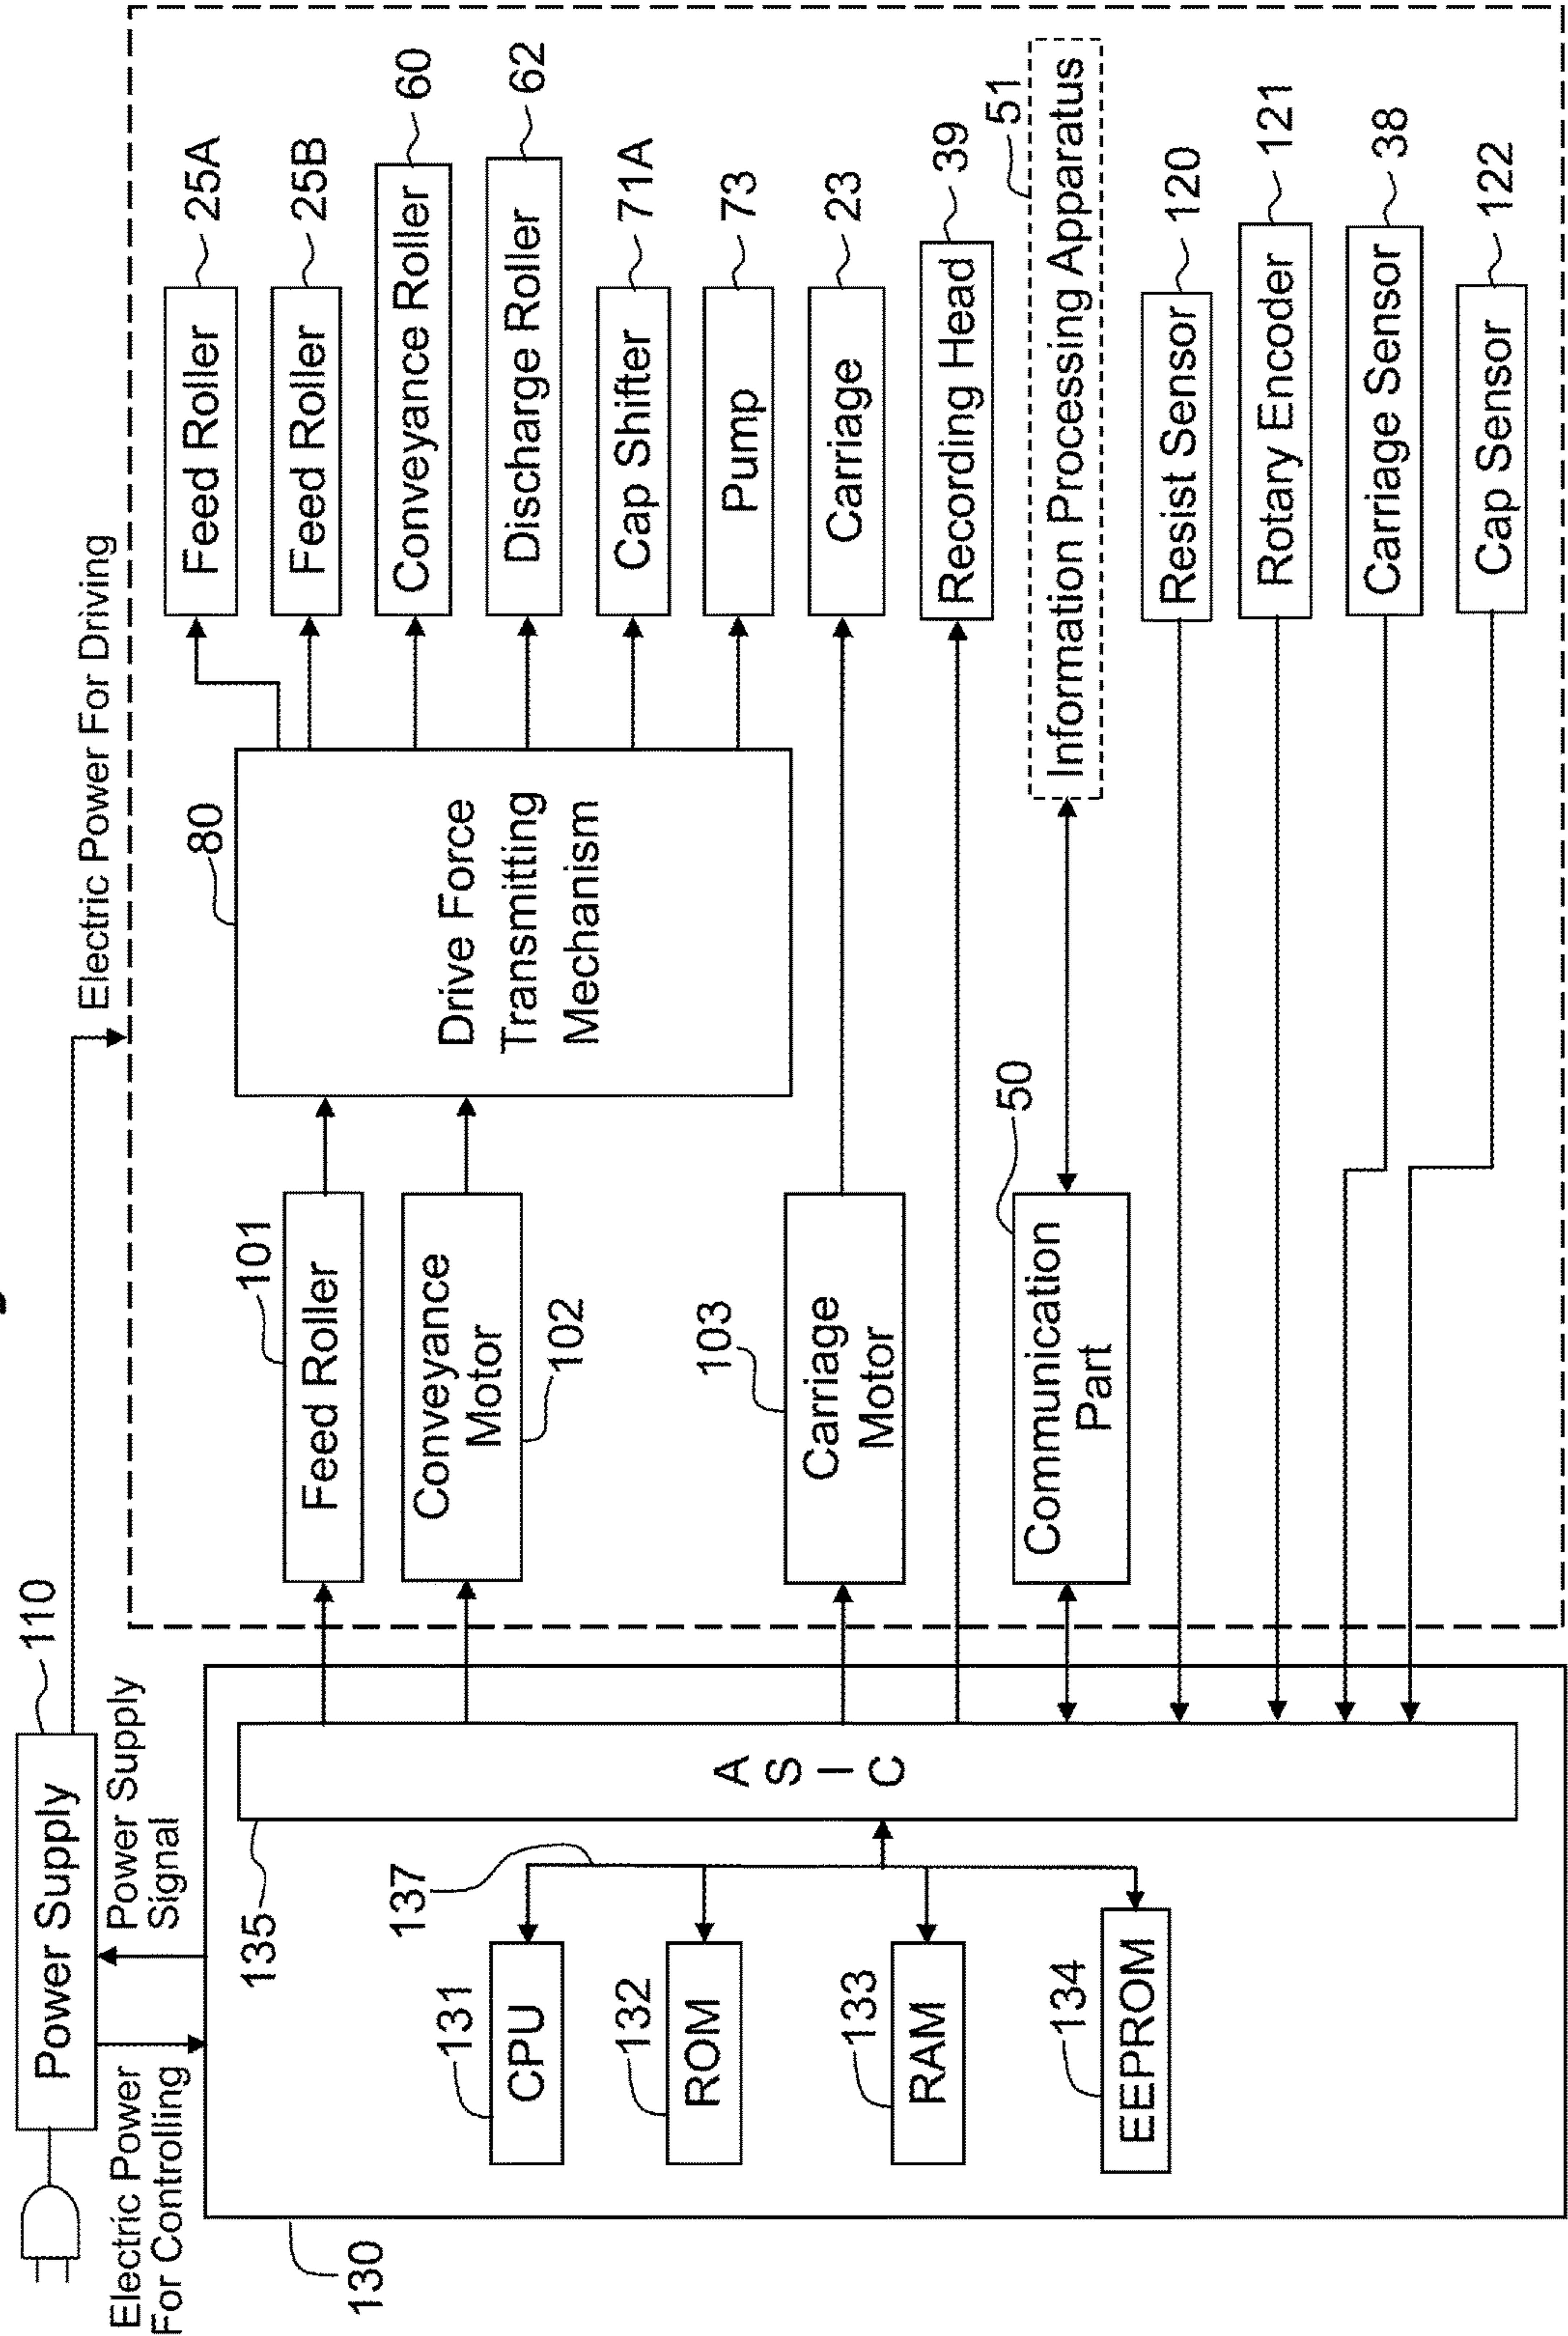 110
Power Supply
Electric Power For Driving
Electric Power
For Controlling
Power Supply
Signal
130
135
137
131
CPU
132
ROM
133
RAM
134
EEPROM
ASIC
101
Feed Roller
Conveyance
Motor
102
103
Carriage
Motor
50
Communication
Part
80
Drive Force
Transmitting
Mechanism
Feed Roller
25A
Feed Roller
25B
Conveyance Roller
60
Discharge Roller
62
Cap Shifter
71A
Pump
73
Carriage
23
Recording Head
39
51
Information Processing Apparatus
Resist Sensor
120
Rotary Encoder
121
Carriage Sensor
38
Cap Sensor
122